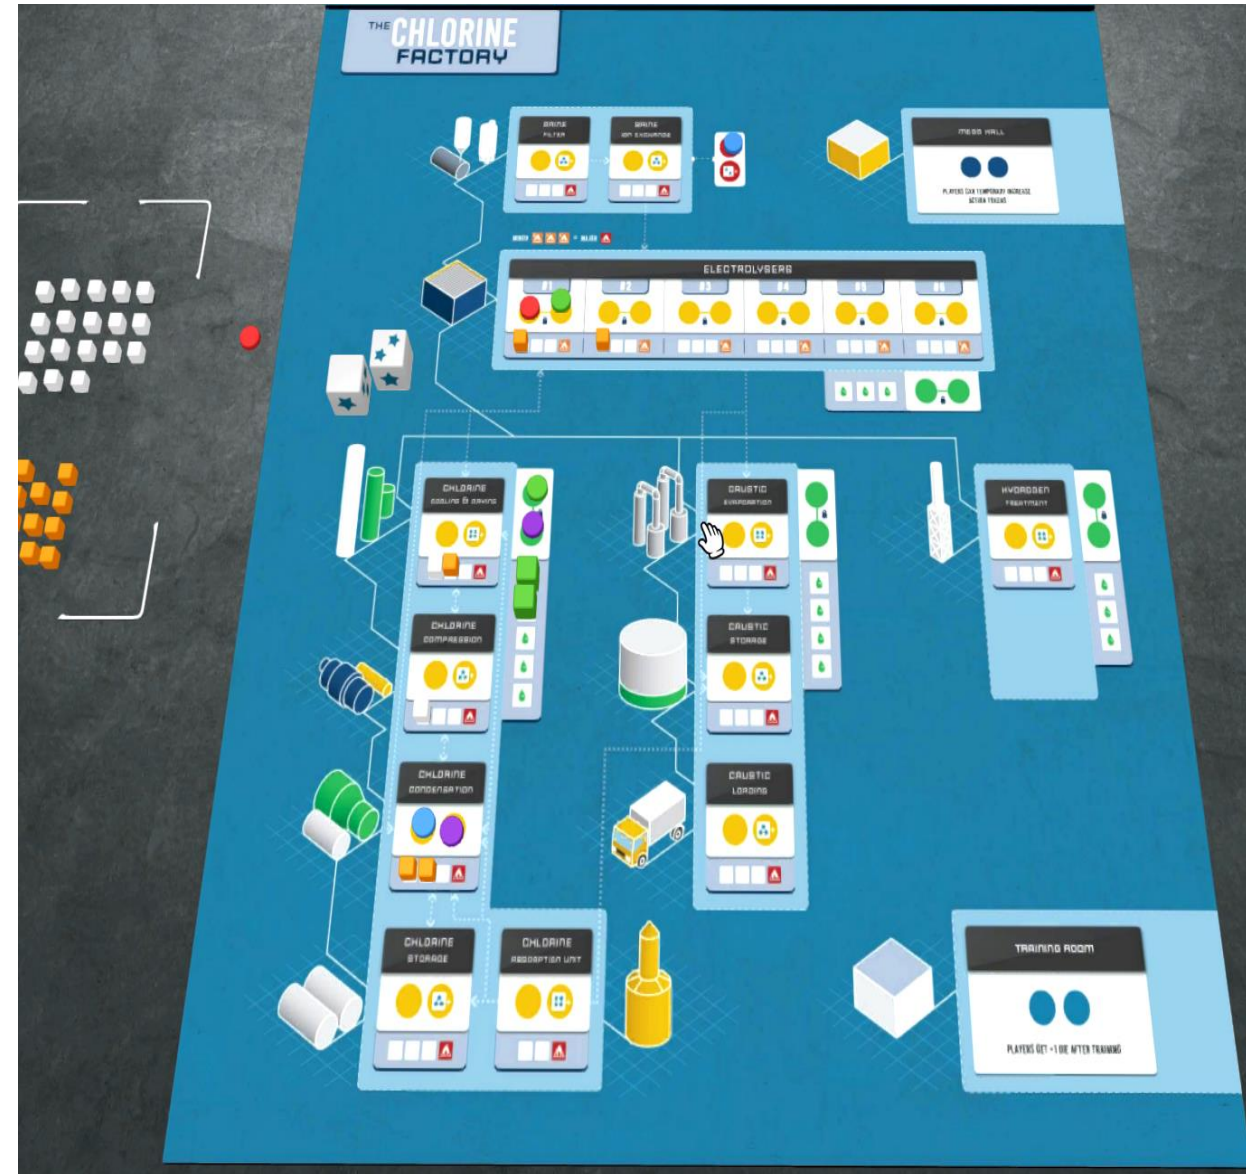 THE CHLORINE
FACTORY
BRINE
FILTER
BRINE
ION EXCHANGE
MESS HALL
PLAYERS CAN TEMPORARY INCREASE
ACTION TOKENS
MINOR = MAJOR
ELECTROLYSERS
#1 #2 #3 #4 #5 #6
CHLORINE
COOLING & DRYING
CAUSTIC
EVAPORATION
HYDROGEN
TREATMENT
CHLORINE
COMPRESSION
CAUSTIC
STORAGE
CHLORINE
CONDENSATION
CAUSTIC
LOADING
CHLORINE
STORAGE
CHLORINE
ABSORPTION UNIT
TRAINING ROOM
PLAYERS GET +1 DIE AFTER TRAINING